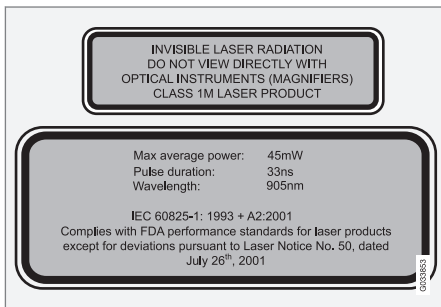 INVISIBLE LASER RADIATION
DO NOT VIEW DIRECTLY WITH
OPTICAL INSTRUMENTS (MAGNIFIERS)
CLASS 1M LASER PRODUCT
Max average power: 45mW
Pulse duration: 33ns
Wavelength: 905nm
IEC 60825-1: 1993 + A2:2001
Complies with FDA performance standards for laser products
except for deviations pursuant to Laser Notice No. 50, dated
July 26th, 2001
G033853